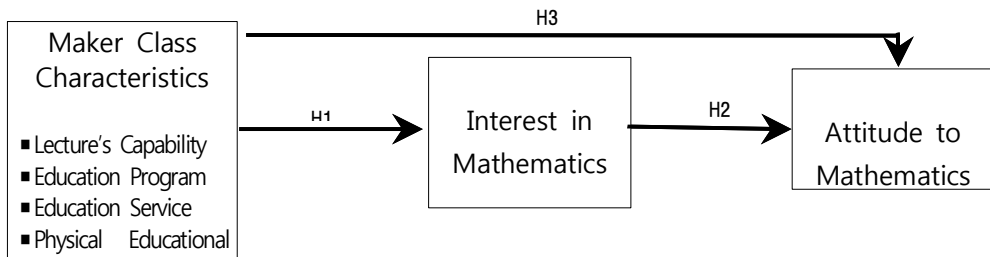 H3
Maker Class
Characteristics
▪Lecture's Capability
▪Education Program
▪Education Service
▪Physical Educational
H1
Interest in
Mathematics
H2
Attitude to
Mathematics